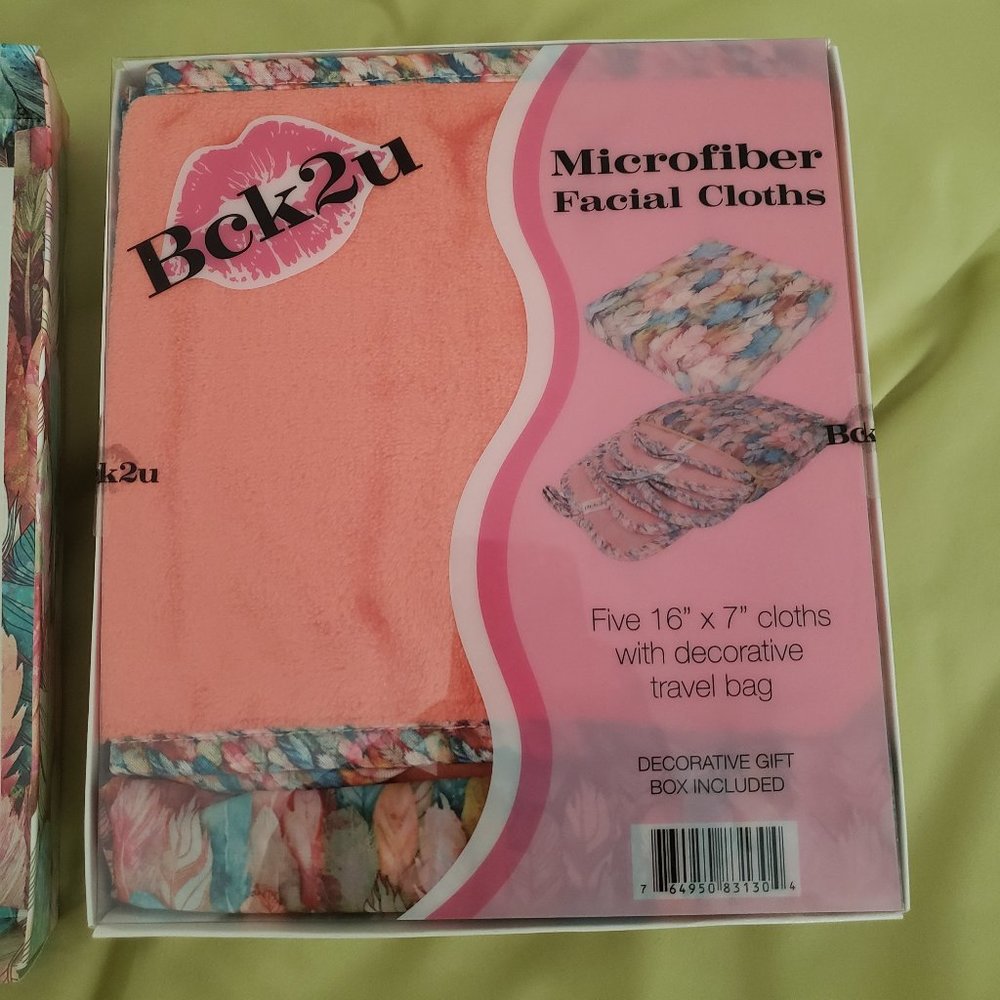 Bck2u
Microfiber
Facial Cloths
Bck
k2u
Five 16” x 7” cloths
with decorative
travel bag
DECORATIVE GIFT
BOX INCLUDED
7 64950 83130 4